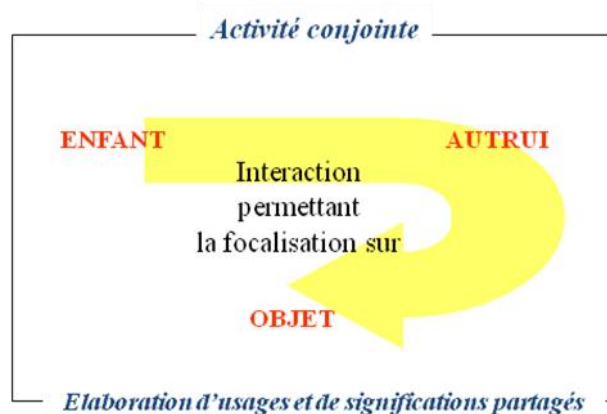 Activité conjointe
ENFANT
AUTRUI
Interaction
permettant
la focalisation sur
OBJET
Elaboration d'usages et de significations partagés